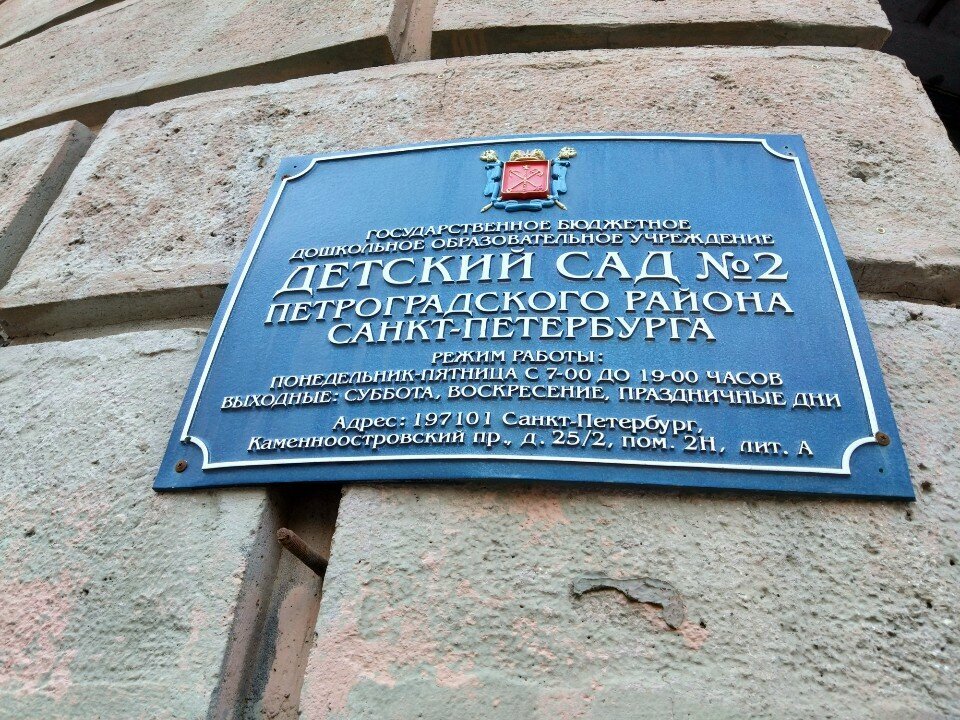 ГОСУДАРСТВЕННОЕ БЮДЖЕТНОЕ
ДОШКОЛЬНОЕ ОБРАЗОВАТЕЛЬНОЕ УЧРЕЖДЕНИЕ
ДЕТСКИЙ САД №2
ПЕТРОГРАДСКОГО РАЙОНА
САНКТ-ПЕТЕРБУРГА
РЕЖИМ РАБОТЫ:
ПОНЕДЕЛЬНИК-ПЯТНИЦА С 7-00 ДО 19-00 ЧАСОВ
ВЫХОДНЫЕ: СУББОТА, ВОСКРЕСЕНИЕ, ПРАЗДНИЧНЫЕ ДНИ
Адрес: 197101 Санкт-Петербург,
Каменноостровский пр., д. 25/2, пом. 2Н, лит. А